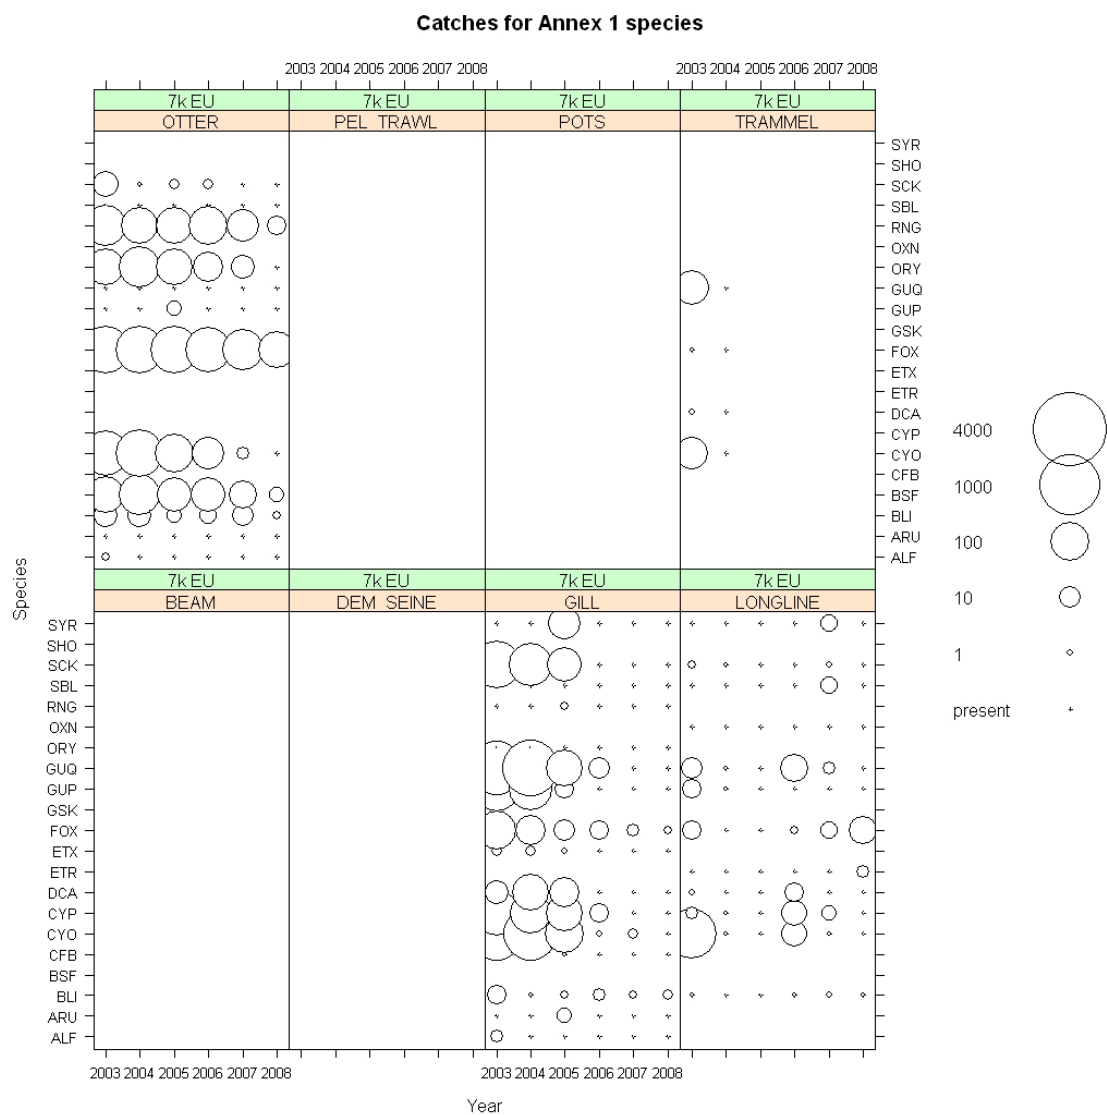 Catches for Annex 1 species
2003 2004 2005 2006 2007 2008 2003 2004 2005 2006 2007 2008
7k EU 7k EU 7k EU 7k EU
OTTER PEL TRAWL POTS TRAMMEL
SYR
SHO
SCK
SBL
RNG
OXN
ORY
GUQ
GUP
GSK
FOX
ETX
ETR
DCA
CYP
CYO
CFB
BSF
BLI
ARU
ALF
4000
1000
100
10
1
present
Species
7k EU 7k EU 7k EU 7k EU
BEAM DEM SEINE GILL LONGLINE
SYR
SHO
SCK
SBL
RNG
OXN
ORY
GUQ
GUP
GSK
FOX
ETX
ETR
DCA
CYP
CYO
CFB
BSF
BLI
ARU
ALF
2003 2004 2005 2006 2007 2008 2003 2004 2005 2006 2007 2008
Year